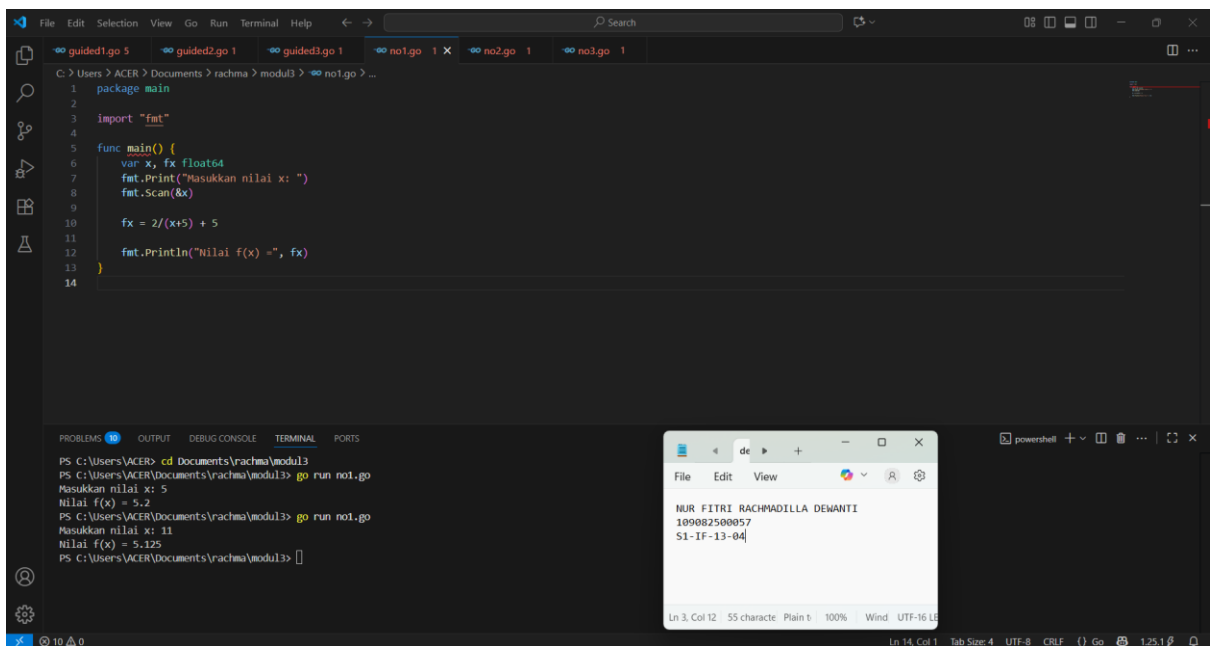 File Edit Selection View Go Run Terminal Help
Search
guided1.go 5 guided2.go 1 guided3.go 1 no1.go 1 no2.go 1 no3.go 1
C: > Users > ACER > Documents > rachma > modul3 > no1.go > ...
1 package main
2
3 import "fmt"
4
5 func main() {
6 var x, fx float64
7 fmt.Print("Masukkan nilai x: ")
8 fmt.Scan(&x)
9
10 fx = 2/(x+5) + 5
11
12 fmt.Println("Nilai f(x) =", fx)
13 }
14
PROBLEMS 10 OUTPUT DEBUG CONSOLE TERMINAL PORTS
powershell
PS C:\Users\ACER> cd Documents\rachma\modul3
PS C:\Users\ACER\Documents\rachma\modul3> go run no1.go
Masukkan nilai x: 5
Nilai f(x) = 5.2
PS C:\Users\ACER\Documents\rachma\modul3> go run no1.go
Masukkan nilai x: 11
Nilai f(x) = 5.125
PS C:\Users\ACER\Documents\rachma\modul3>
de
File Edit View
NUR FITRI RACHMADILLA DEWANTI
109082500057
S1-IF-13-04
Ln 3, Col 12 55 characte Plain t 100% Wind UTF-16 LE
10 0
Ln 14, Col 1 Tab Size: 4 UTF-8 CRLF {} Go 1.25.1